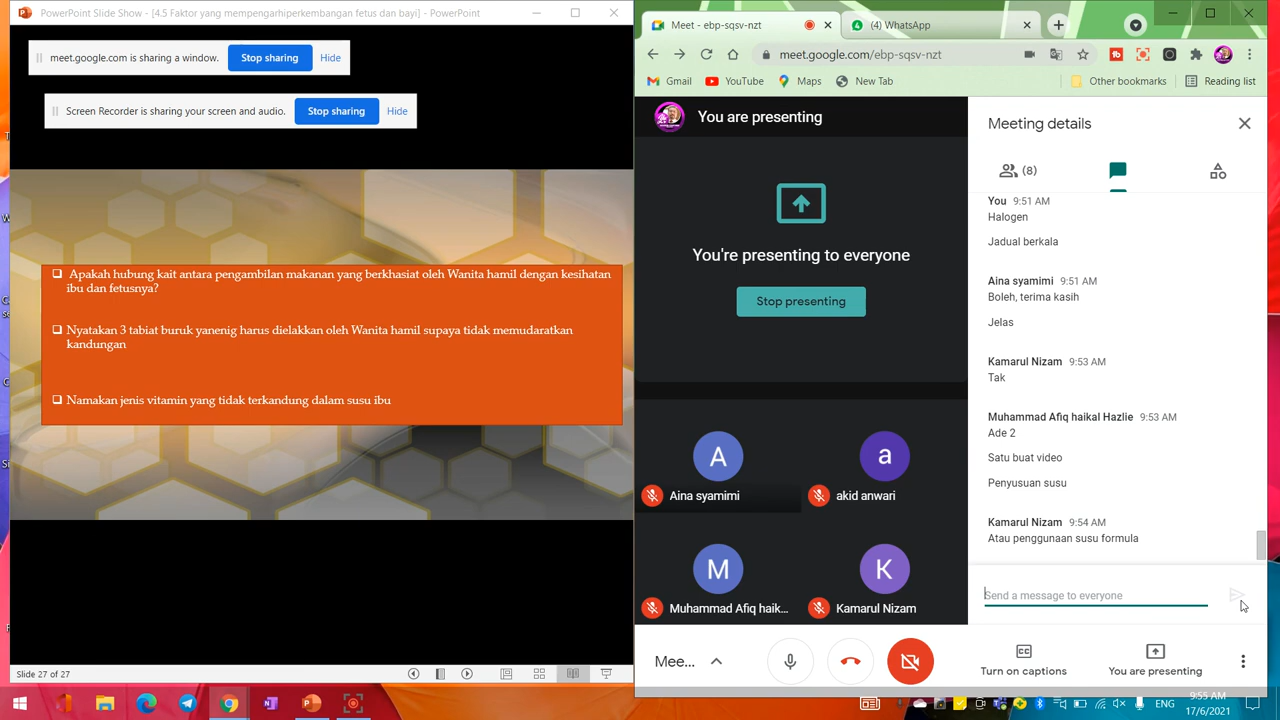 PowerPoint Slide Show - [4.5 Faktor yang mempengarhiperkembangan fetus dan bayi] - PowerPoint
meet.google.com is sharing a window.
Stop sharing
Hide
Screen Recorder is sharing your screen and audio.
Stop sharing
Hide
Apakah hubung kait antara pengambilan makanan yang berkhasiat oleh Wanita hamil dengan kesihatan
ibu dan fetusnya?
Nyatakan 3 tabiat buruk yanenig harus dielakkan oleh Wanita hamil supaya tidak memudaratkan
kandungan
Namakan jenis vitamin yang tidak terkandung dalam susu ibu
Slide 27 of 27
Meet - ebp-sqsv-nzt
(4) WhatsApp
meet.google.com/ebp-sqsv-nzt
Gmail
YouTube
Maps
New Tab
Other bookmarks
Reading list
You are presenting
You're presenting to everyone
Stop presenting
A
Aina syamimi
a
akid anwari
M
Muhammad Afiq haik...
K
Kamarul Nizam
Meeting details
(8)
You 9:51 AM
Halogen
Jadual berkala
Aina syamimi 9:51 AM
Boleh, terima kasih
Jelas
Kamarul Nizam 9:53 AM
Tak
Muhammad Afiq haikal Hazlie 9:53 AM
Ade 2
Satu buat video
Penyusuan susu
Kamarul Nizam 9:54 AM
Atau penggunaan susu formula
Send a message to everyone
Mee...
Turn on captions
You are presenting
ENG
9:55 AM
17/6/2021